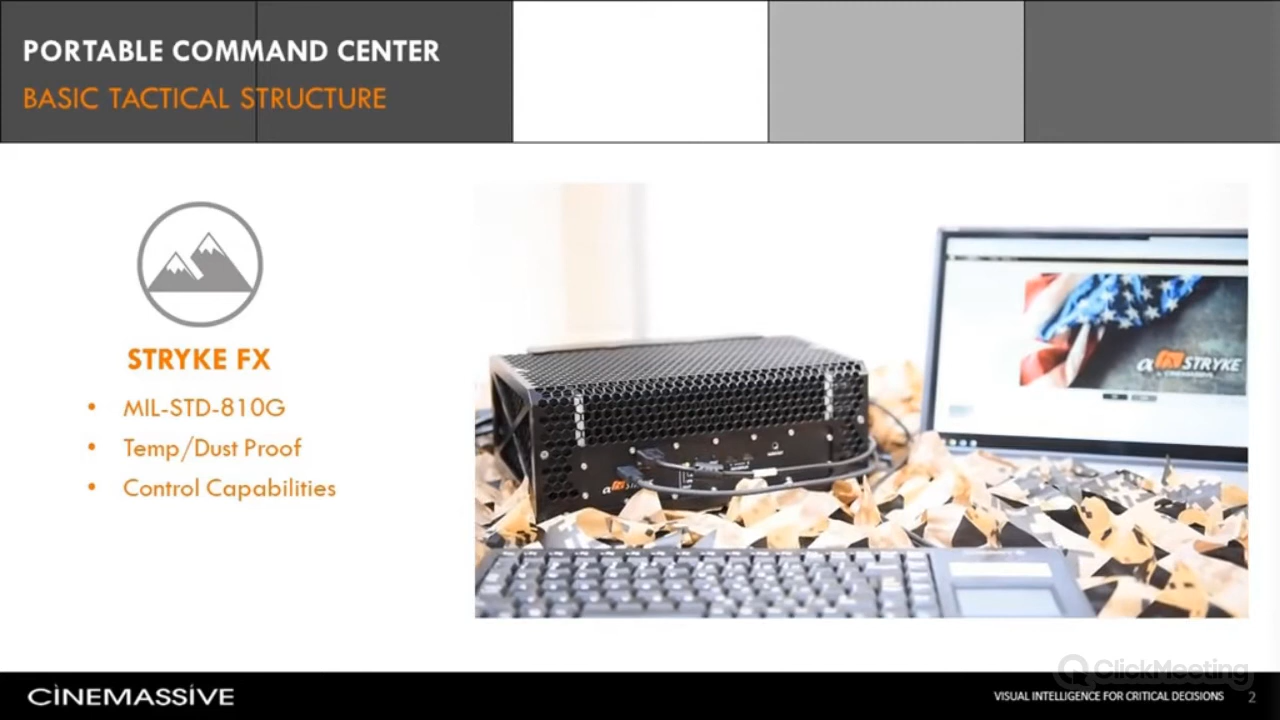 PORTABLE COMMAND CENTER
BASIC TACTICAL STRUCTURE
STRYKE FX
• MIL-STD-810G
• Temp/Dust Proof
• Control Capabilities
α FX STRYKE
ClickMeeting
CINEMASSIVE
VISUAL INTELLIGENCE FOR CRITICAL DECISIONS
2